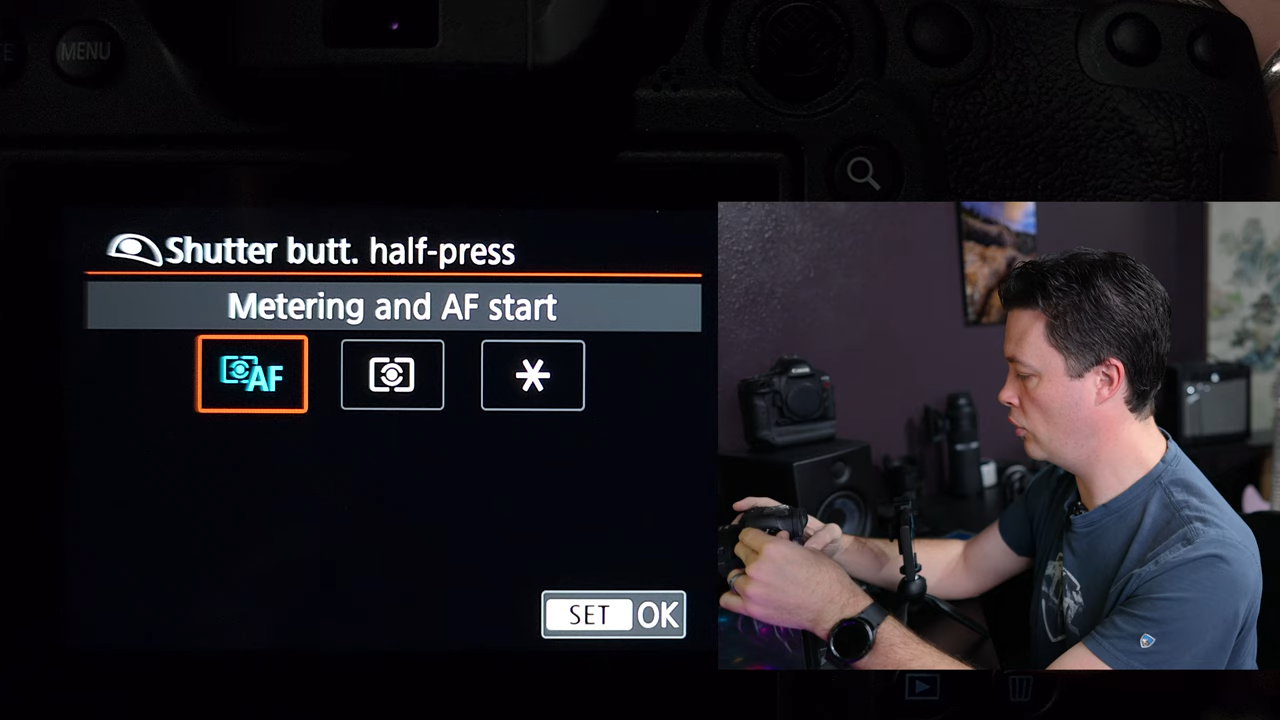 MENU
Shutter butt. half-press
Metering and AF start
AF
SET OK